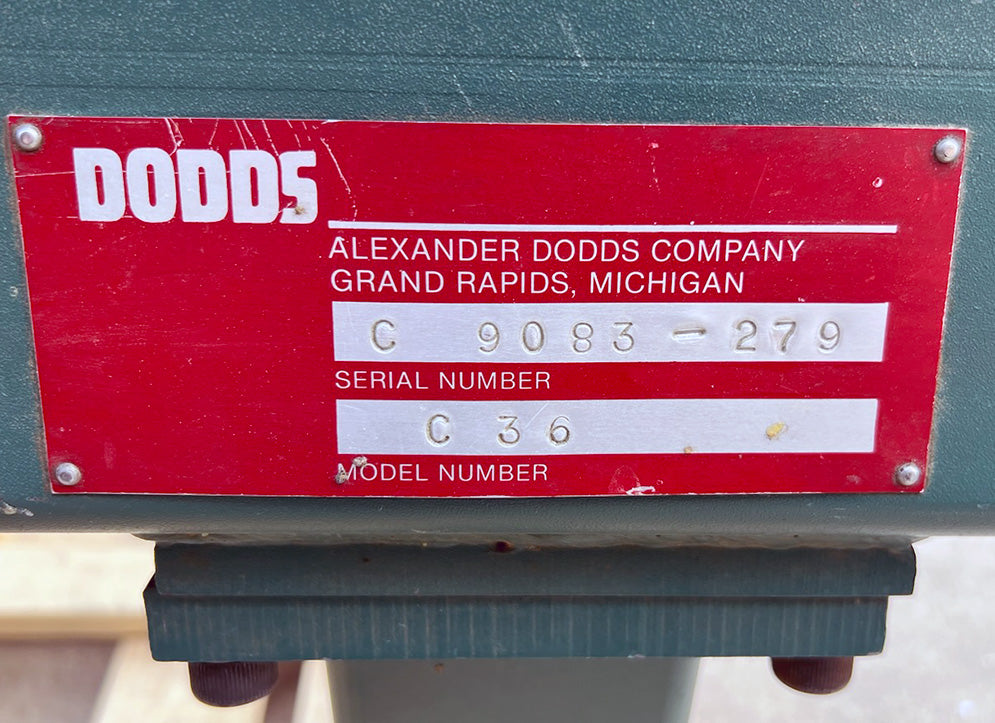 DODDS
ALEXANDER DODDS COMPANY
GRAND RAPIDS, MICHIGAN
C 9083-279
SERIAL NUMBER
C 36
MODEL NUMBER